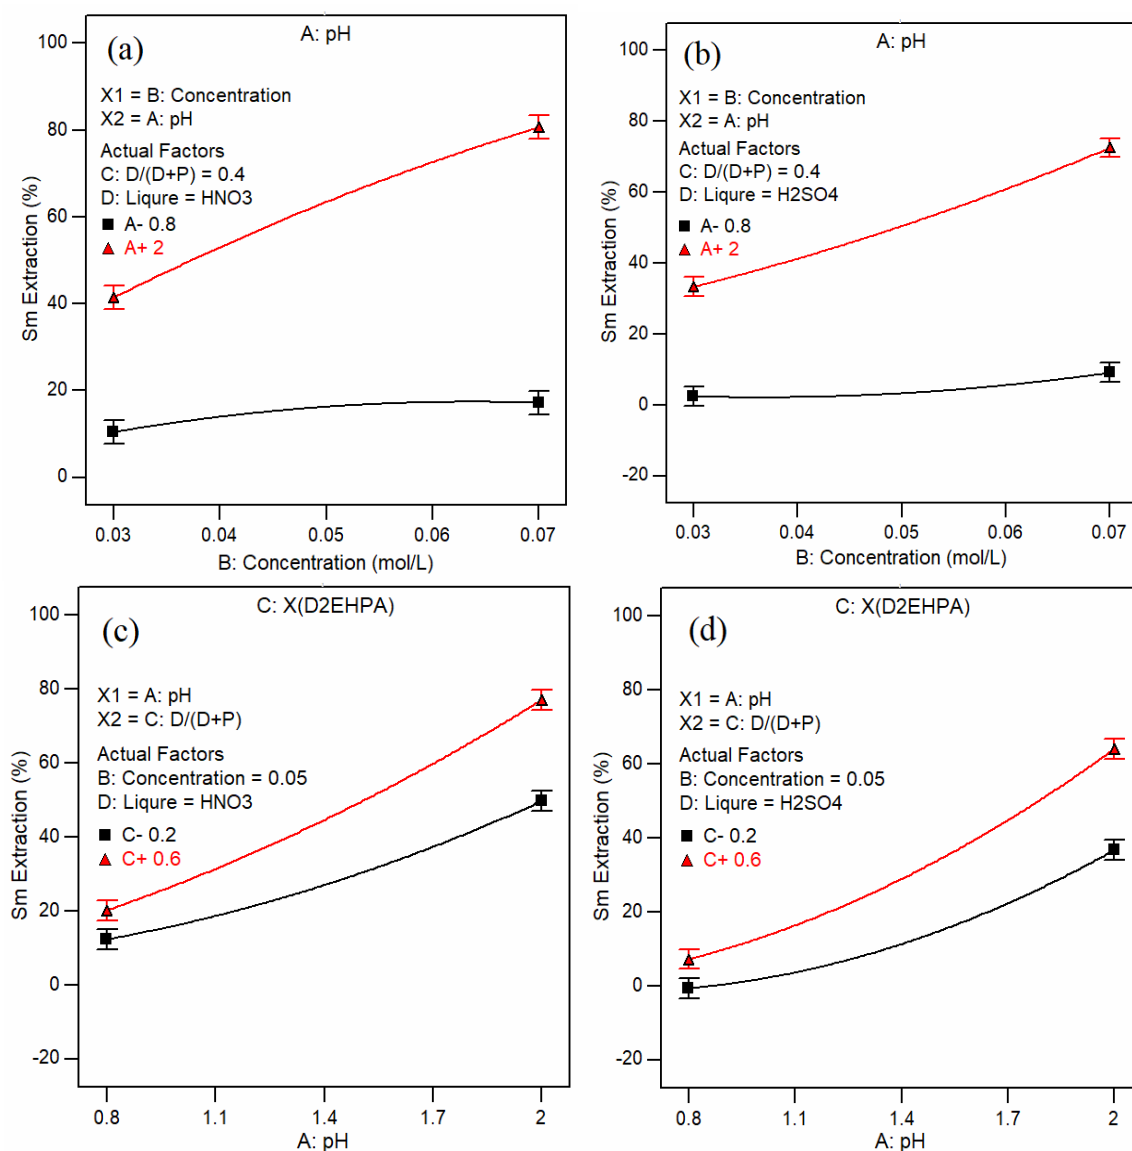 A: pH
(a)
X1 = B: Concentration
X2 = A: pH
Actual Factors
C: D/(D+P) = 0.4
D: Liqure = HNO3
A- 0.8
A+ 2
Sm Extraction (%)
100
80
60
40
20
0
0.03
0.04
0.05
0.06
0.07
B: Concentration (mol/L)
A: pH
(b)
X1 = B: Concentration
X2 = A: pH
Actual Factors
C: D/(D+P) = 0.4
D: Liqure = H2SO4
A- 0.8
A+ 2
Sm Extraction (%)
100
80
60
40
20
0
-20
0.03
0.04
0.05
0.06
0.07
B: Concentration (mol/L)
C: X(D2EHPA)
(c)
X1 = A: pH
X2 = C: D/(D+P)
Actual Factors
B: Concentration = 0.05
D: Liqure = HNO3
C- 0.2
C+ 0.6
Sm Extraction (%)
100
80
60
40
20
0
-20
0.8
1.1
1.4
1.7
2
A: pH
C: X(D2EHPA)
(d)
X1 = A: pH
X2 = C: D/(D+P)
Actual Factors
B: Concentration = 0.05
D: Liqure = H2SO4
C- 0.2
C+ 0.6
Sm Extraction (%)
100
80
60
40
20
0
-20
0.8
1.1
1.4
1.7
2
A: pH